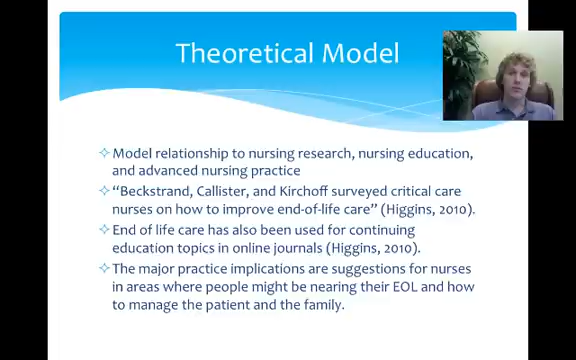 Theoretical Model
Model relationship to nursing research, nursing education,
and advanced nursing practice
“Beckstrand, Callister, and Kirchoff surveyed critical care
nurses on how to improve end-of-life care” (Higgins, 2010).
End of life care has also been used for continuing
education topics in online journals (Higgins, 2010).
The major practice implications are suggestions for nurses
in areas where people might be nearing their EOL and how
to manage the patient and the family.